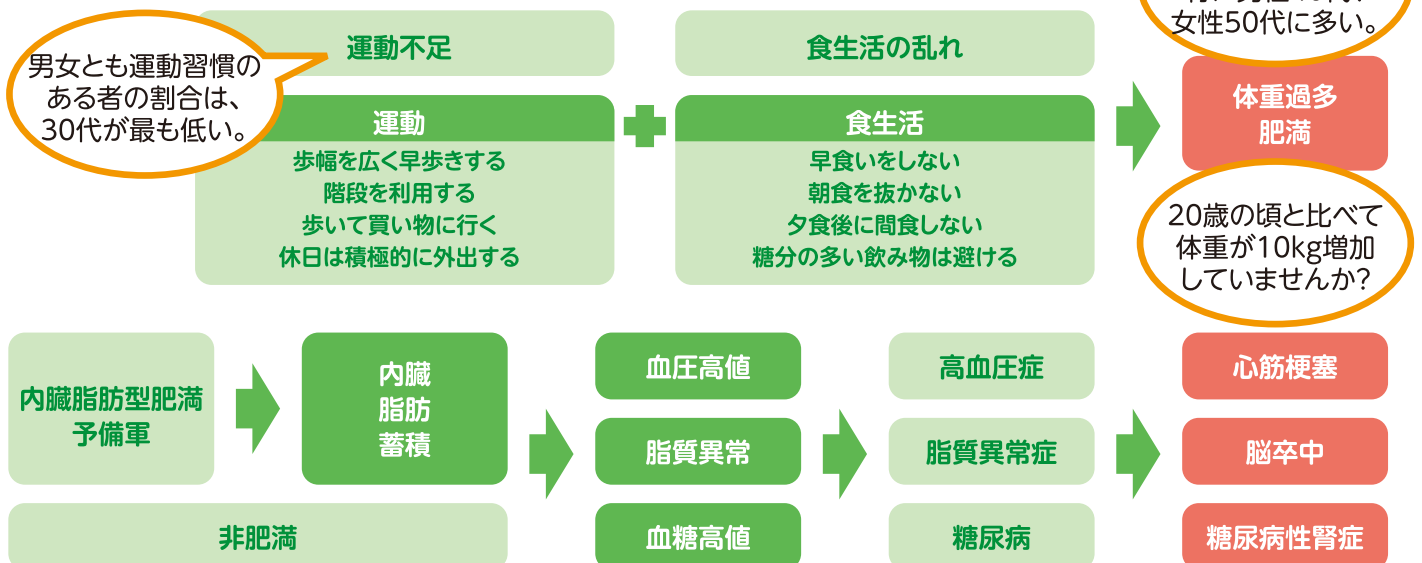 女性50代に多い。
運動不足
食生活の乱れ
男女とも運動習慣の
ある者の割合は、
30代が最も低い。
運動
歩幅を広く早歩きする
階段を利用する
歩いて買い物に行く
休日は積極的に外出する
食生活
早食いをしない
朝食を抜かない
夕食後に間食しない
糖分の多い飲み物は避ける
体重過多
肥満
20歳の頃と比べて
体重が10kg増加
していませんか?
内臓脂肪型肥満
予備軍
内臓
脂肪
蓄積
非肥満
血圧高値
脂質異常
血糖高値
高血圧症
脂質異常症
糖尿病
心筋梗塞
脳卒中
糖尿病性腎症